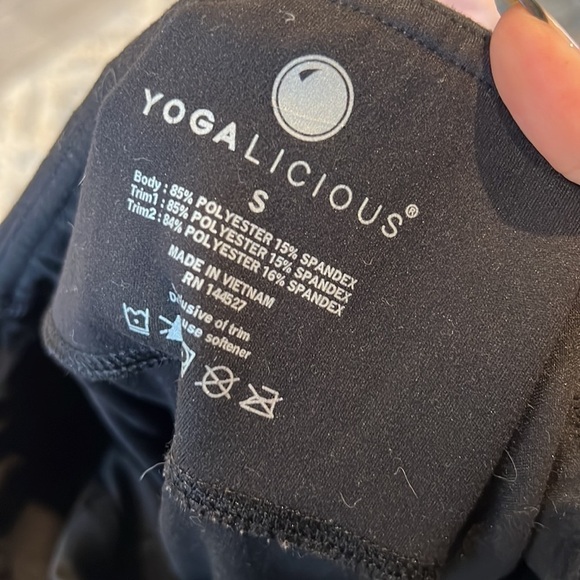 YOGALICIOUS®
S
Body : 85% POLYESTER 15% SPANDEX
Trim1 : 85% POLYESTER 15% SPANDEX
Trim2 : 84% POLYESTER 16% SPANDEX
MADE IN VIETNAM
RN 144527
of trim
use softener